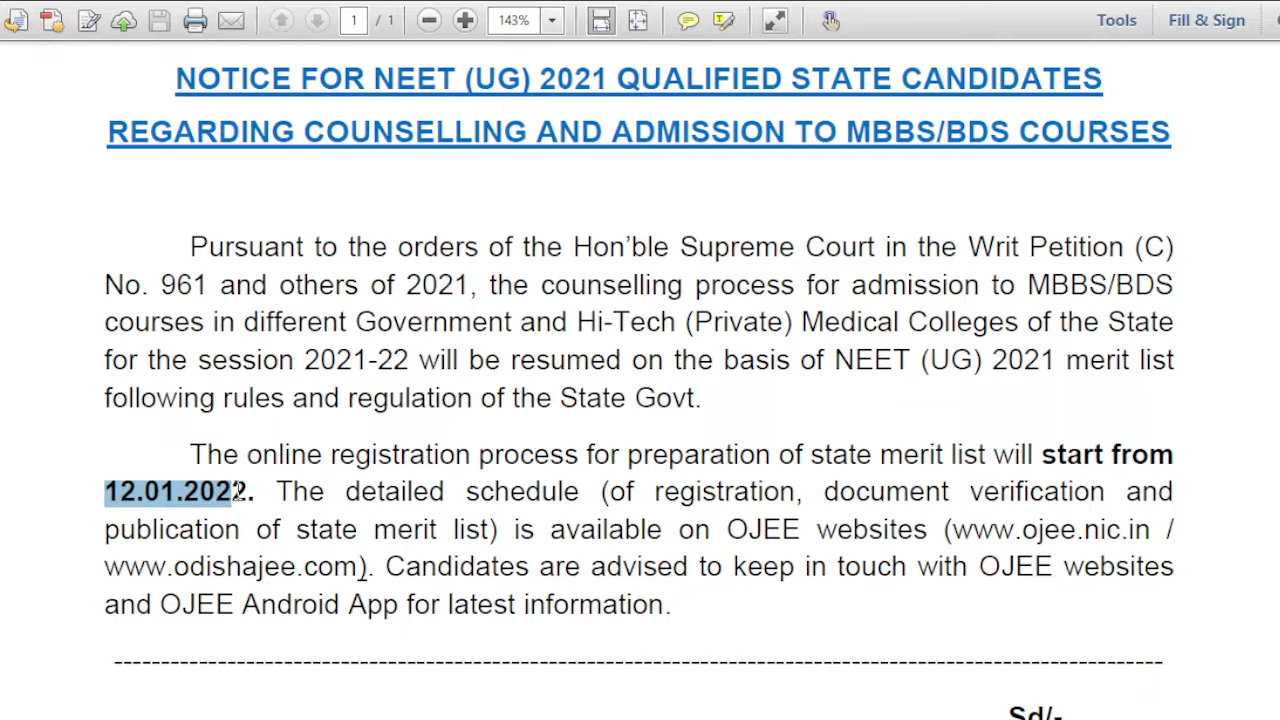 1 / 1 143% Tools Fill & Sign
NOTICE FOR NEET (UG) 2021 QUALIFIED STATE CANDIDATES
REGARDING COUNSELLING AND ADMISSION TO MBBS/BDS COURSES
Pursuant to the orders of the Hon’ble Supreme Court in the Writ Petition (C)
No. 961 and others of 2021, the counselling process for admission to MBBS/BDS
courses in different Government and Hi-Tech (Private) Medical Colleges of the State
for the session 2021-22 will be resumed on the basis of NEET (UG) 2021 merit list
following rules and regulation of the State Govt.
The online registration process for preparation of state merit list will start from
12.01.2022. The detailed schedule (of registration, document verification and
publication of state merit list) is available on OJEE websites (www.ojee.nic.in /
www.odishajee.com). Candidates are advised to keep in touch with OJEE websites
and OJEE Android App for latest information.
Sd/-